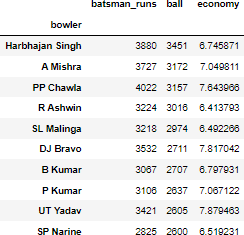 batsman_runs ball economy
bowler
Harbhajan Singh 3880 3451 6.745871
A Mishra 3727 3172 7.049811
PP Chawla 4022 3157 7.643966
R Ashwin 3224 3016 6.413793
SL Malinga 3218 2974 6.492266
DJ Bravo 3532 2711 7.817042
B Kumar 3067 2707 6.797931
P Kumar 3106 2637 7.067122
UT Yadav 3421 2605 7.879463
SP Narine 2825 2600 6.519231